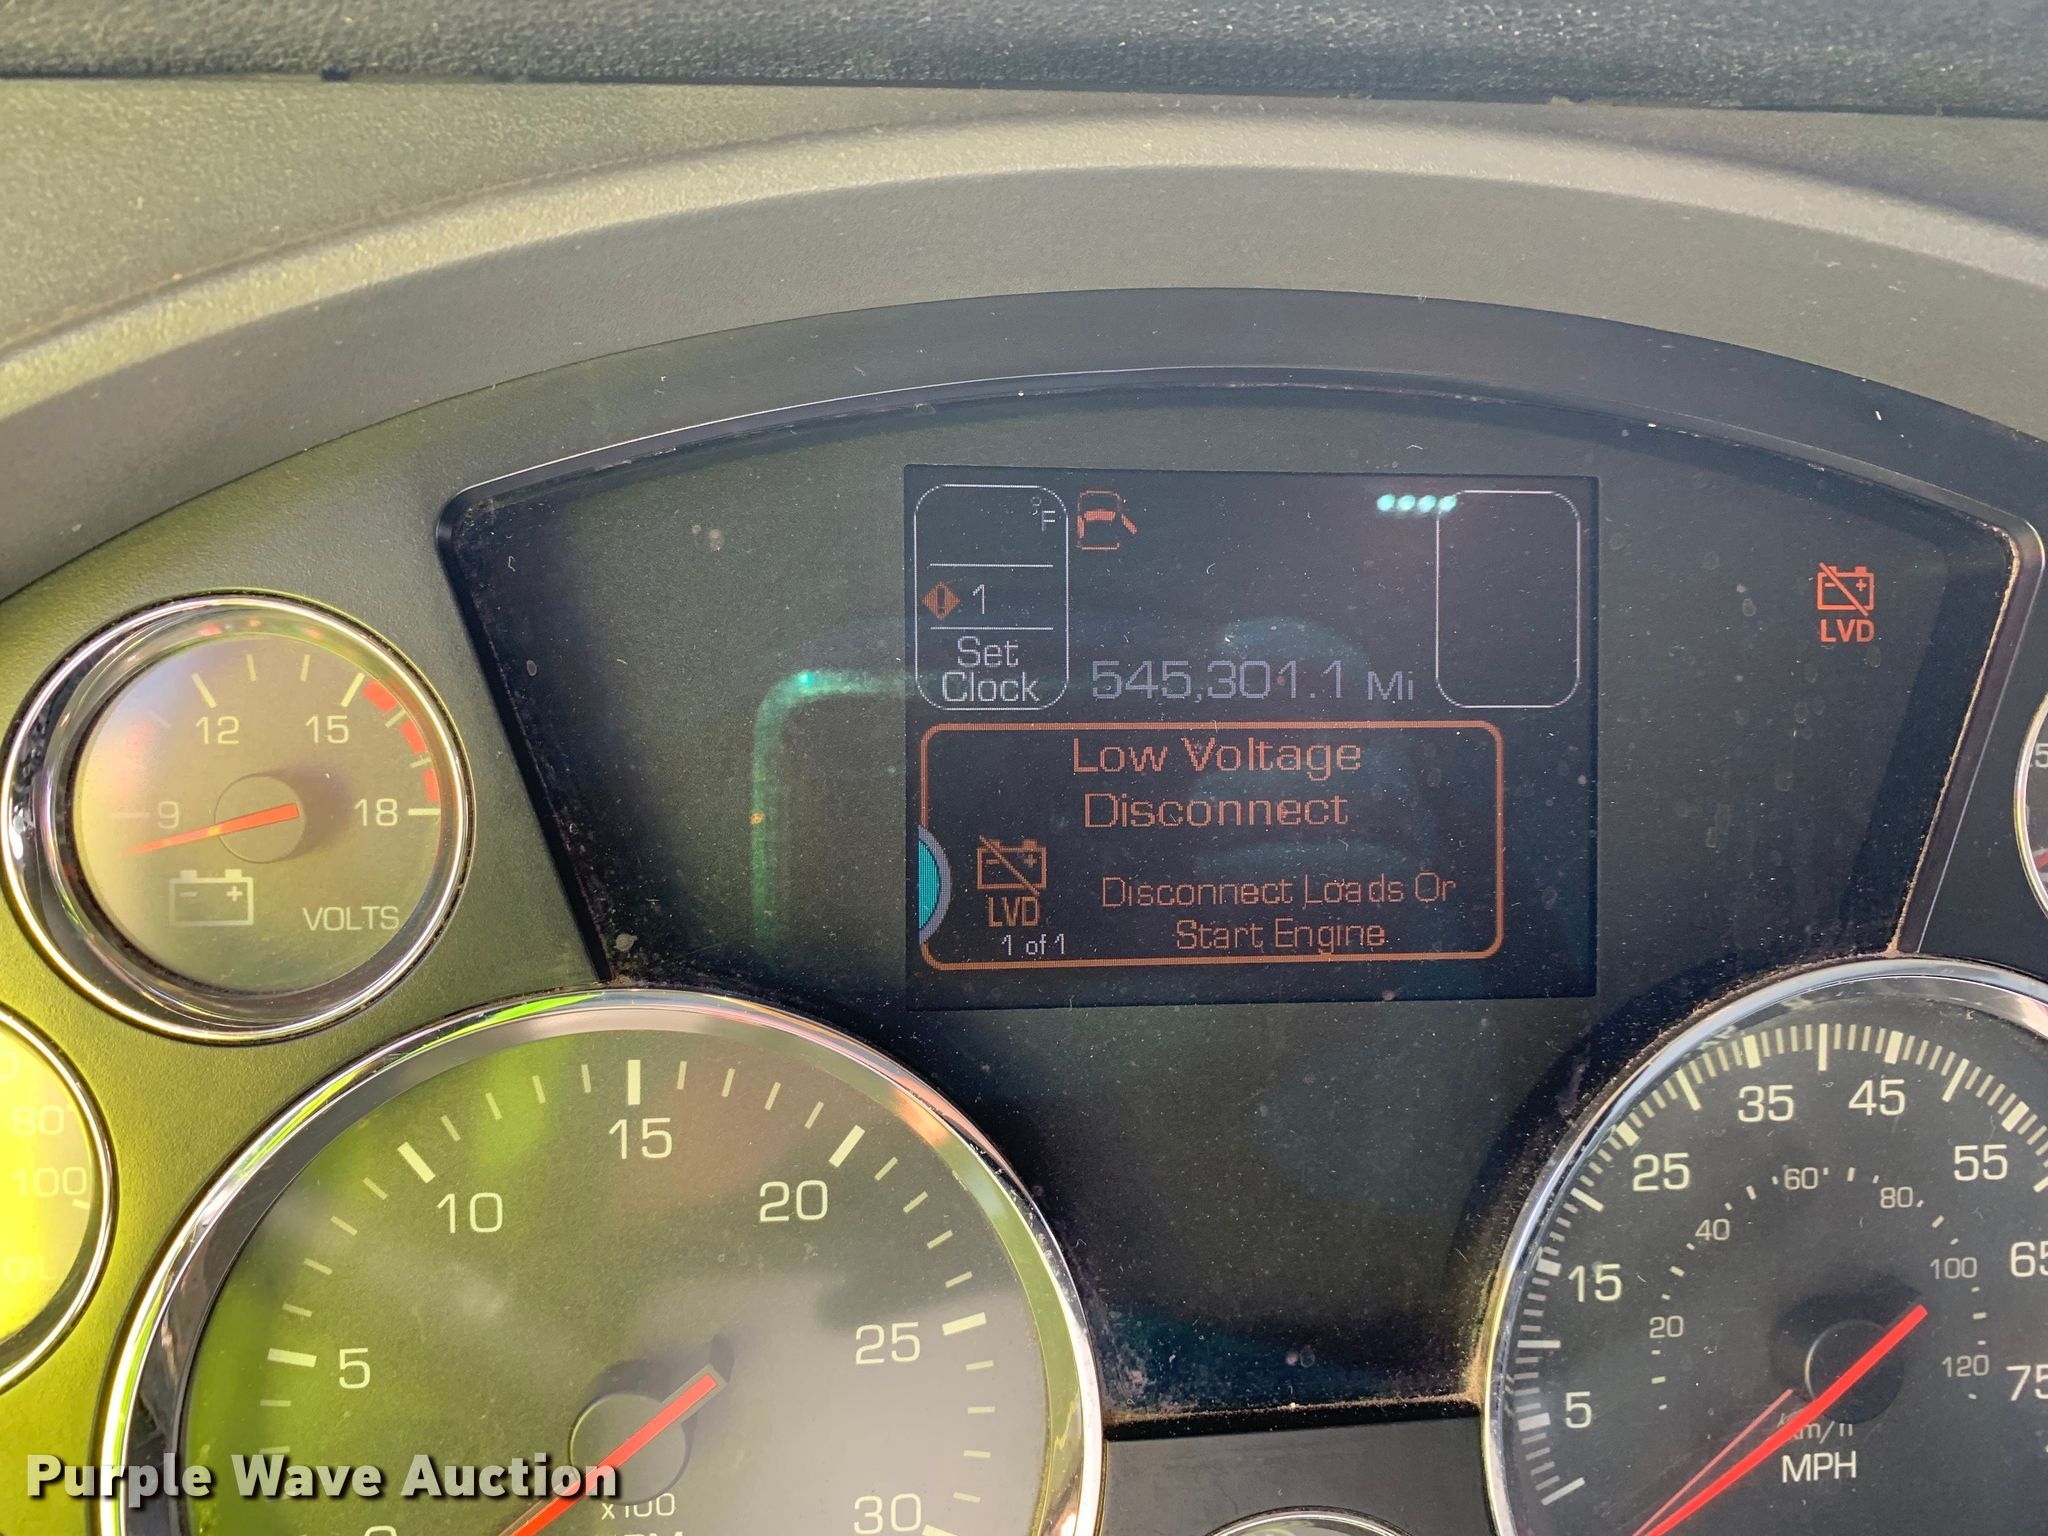 °F
1
Set
Clock
545,301.1 Mi
LVD
Low Voltage
Disconnect
LVD
1 of 1
Disconnect Loads Or
Start Engine
9
12
15
18
VOLTS
80
100
OIL
5
10
15
20
25
30
x100
5
15
25
35
45
55
20
40
60
80
100
120
km/h
MPH
Purple Wave Auction